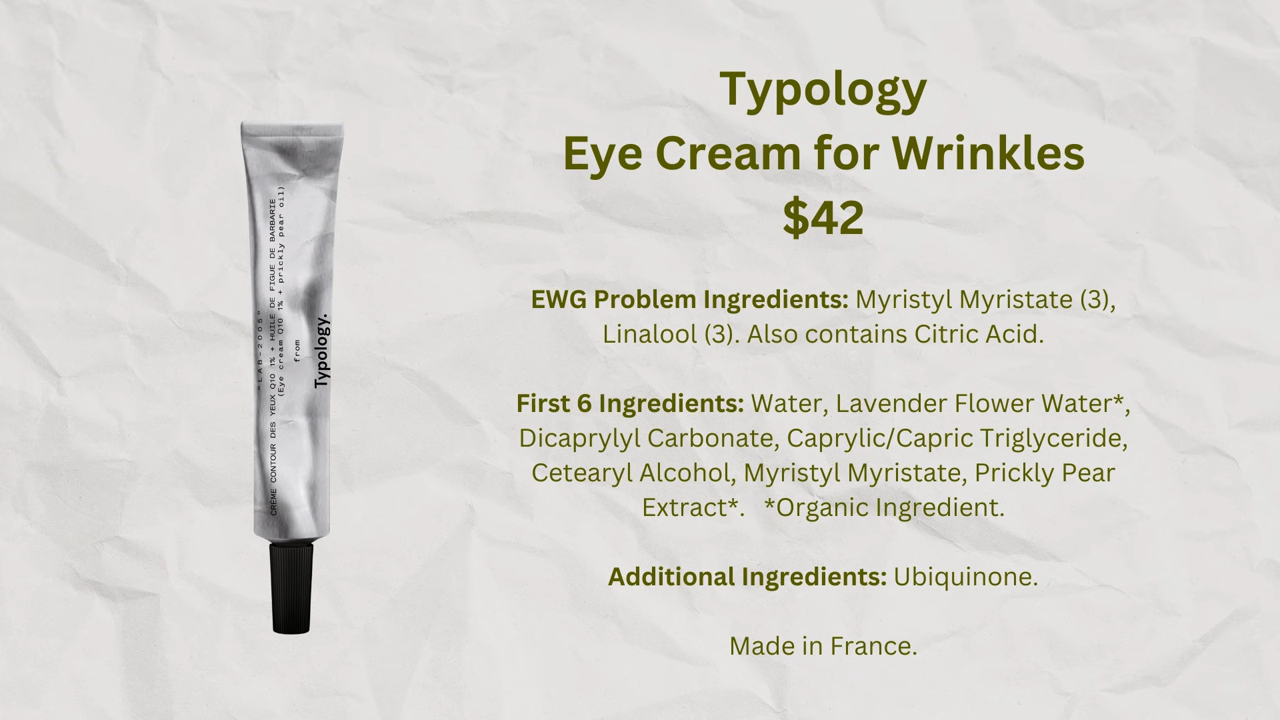 Typology
Eye Cream for Wrinkles
$42
EWG Problem Ingredients: Myristyl Myristate (3),
Linalool (3). Also contains Citric Acid.
First 6 Ingredients: Water, Lavender Flower Water*,
Dicaprylyl Carbonate, Caprylic/Capric Triglyceride,
Cetearyl Alcohol, Myristyl Myristate, Prickly Pear
Extract*. *Organic Ingredient.
Additional Ingredients: Ubiquinone.
Made in France.
"LAB-2005"
CRÈME CONTOUR DES YEUX Q10 1% + HUILE DE FIGUE DE BARBARIE
(Eye cream Q10 1% + prickly pear oil)
from
Typology.